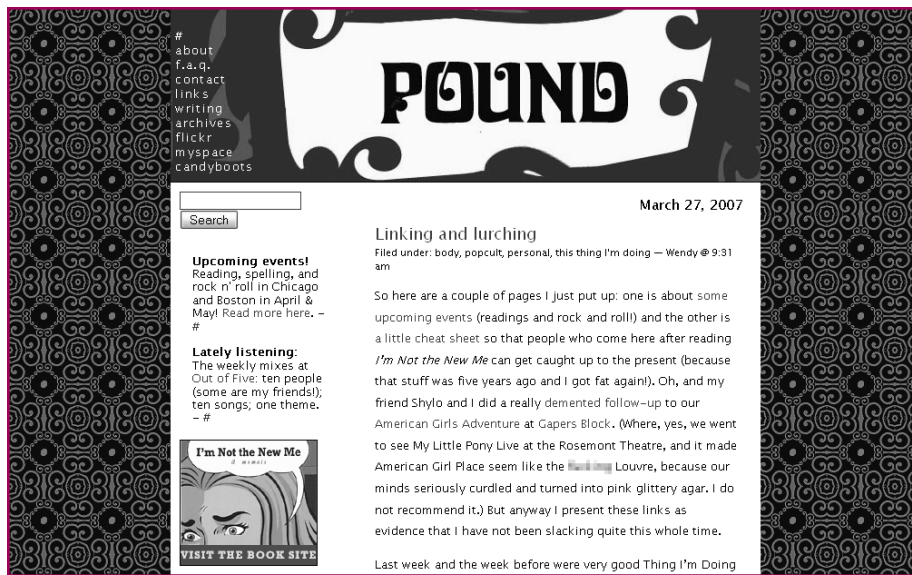 #
about
f.a.q.
contact
links
writing
archives
flickr
myspace
candyboots
POUND
Search
Upcoming events!
Reading, spelling, and
rock n' roll in Chicago
and Boston in April &
May! Read more here. –
#
Lately listening:
The weekly mixes at
Out of Five: ten people
(some are my friends!);
ten songs; one theme.
– #
I'm Not the New Me
a memoir
VISIT THE BOOK SITE
March 27, 2007
Linking and lurching
Filed under: body, popcult, personal, this thing I'm doing — Wendy @ 9:31
am
So here are a couple of pages I just put up: one is about some
upcoming events (readings and rock and roll!) and the other is
a little cheat sheet so that people who come here after reading
I'm Not the New Me can get caught up to the present (because
that stuff was five years ago and I got fat again!). Oh, and my
friend Shylo and I did a really demented follow-up to our
American Girls Adventure at Gapers Block. (Where, yes, we went
to see My Little Pony Live at the Rosemont Theatre, and it made
American Girl Place seem like the Louvre, because our
minds seriously curdled and turned into pink glittery agar. I do
not recommend it.) But anyway I present these links as
evidence that I have not been slacking quite this whole time.
Last week and the week before were very good Thing I'm Doing